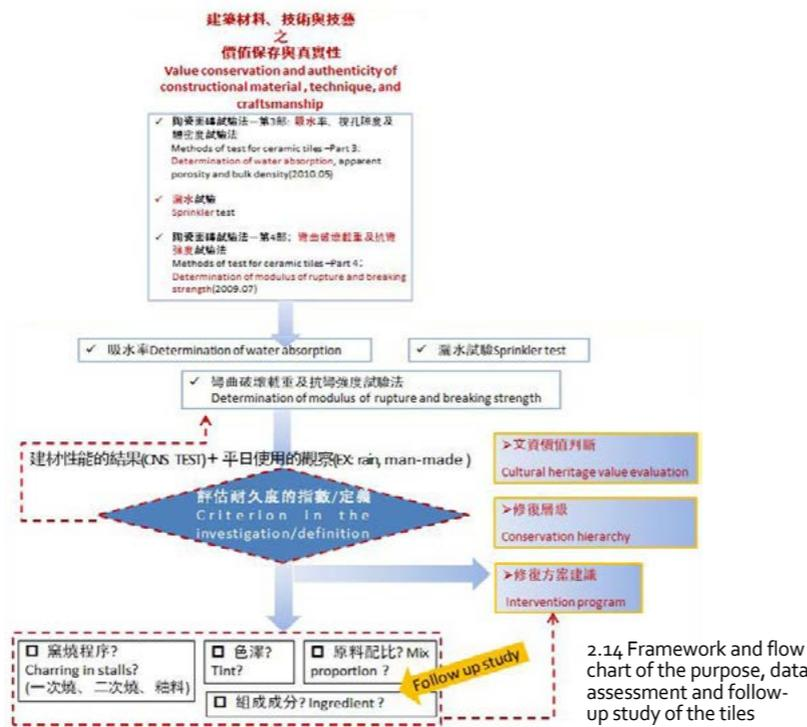 建築材料、技術與技藝
之
價值保存與真實性
Value conservation and authenticity of
constructional material, technique, and
craftsmanship
✓ 陶瓷面磚試驗法－第3部: 吸水率、視孔隙度及
體密度試驗法
Methods of test for ceramic tiles –Part 3:
Determination of water absorption, apparent
porosity and bulk density(2010.05)
✓ 灑水試驗
Sprinkler test
✓ 陶瓷面磚試驗法－第4部: 彎曲破壞載重及抗彎
強度試驗法
Methods of test for ceramic tiles –Part 4:
Determination of modulus of rupture and breaking
strength(2009.07)
✓ 吸水率Determination of water absorption
✓ 灑水試驗Sprinkler test
✓ 彎曲破壞載重及抗彎強度試驗法
Determination of modulus of rupture and breaking strength
建材性能的結果(CNS TEST)+ 平日使用的觀察(EX: rain, man-made )
評估耐久度的指數/定義
Criterion in the
investigation/definition
➢文資價值判斷
Cultural heritage value evaluation
➢修復層級
Conservation hierarchy
➢修復方案建議
Intervention program
☐ 窯燒程序?
Charring in stalls?
(一次燒、二次燒、釉料)
☐ 色澤?
Tint?
☐ 原料配比? Mix
proportion ?
☐ 組成成分? Ingredient ?
Follow up study
2.14 Framework and flow
chart of the purpose, data
assessment and follow-
up study of the tiles